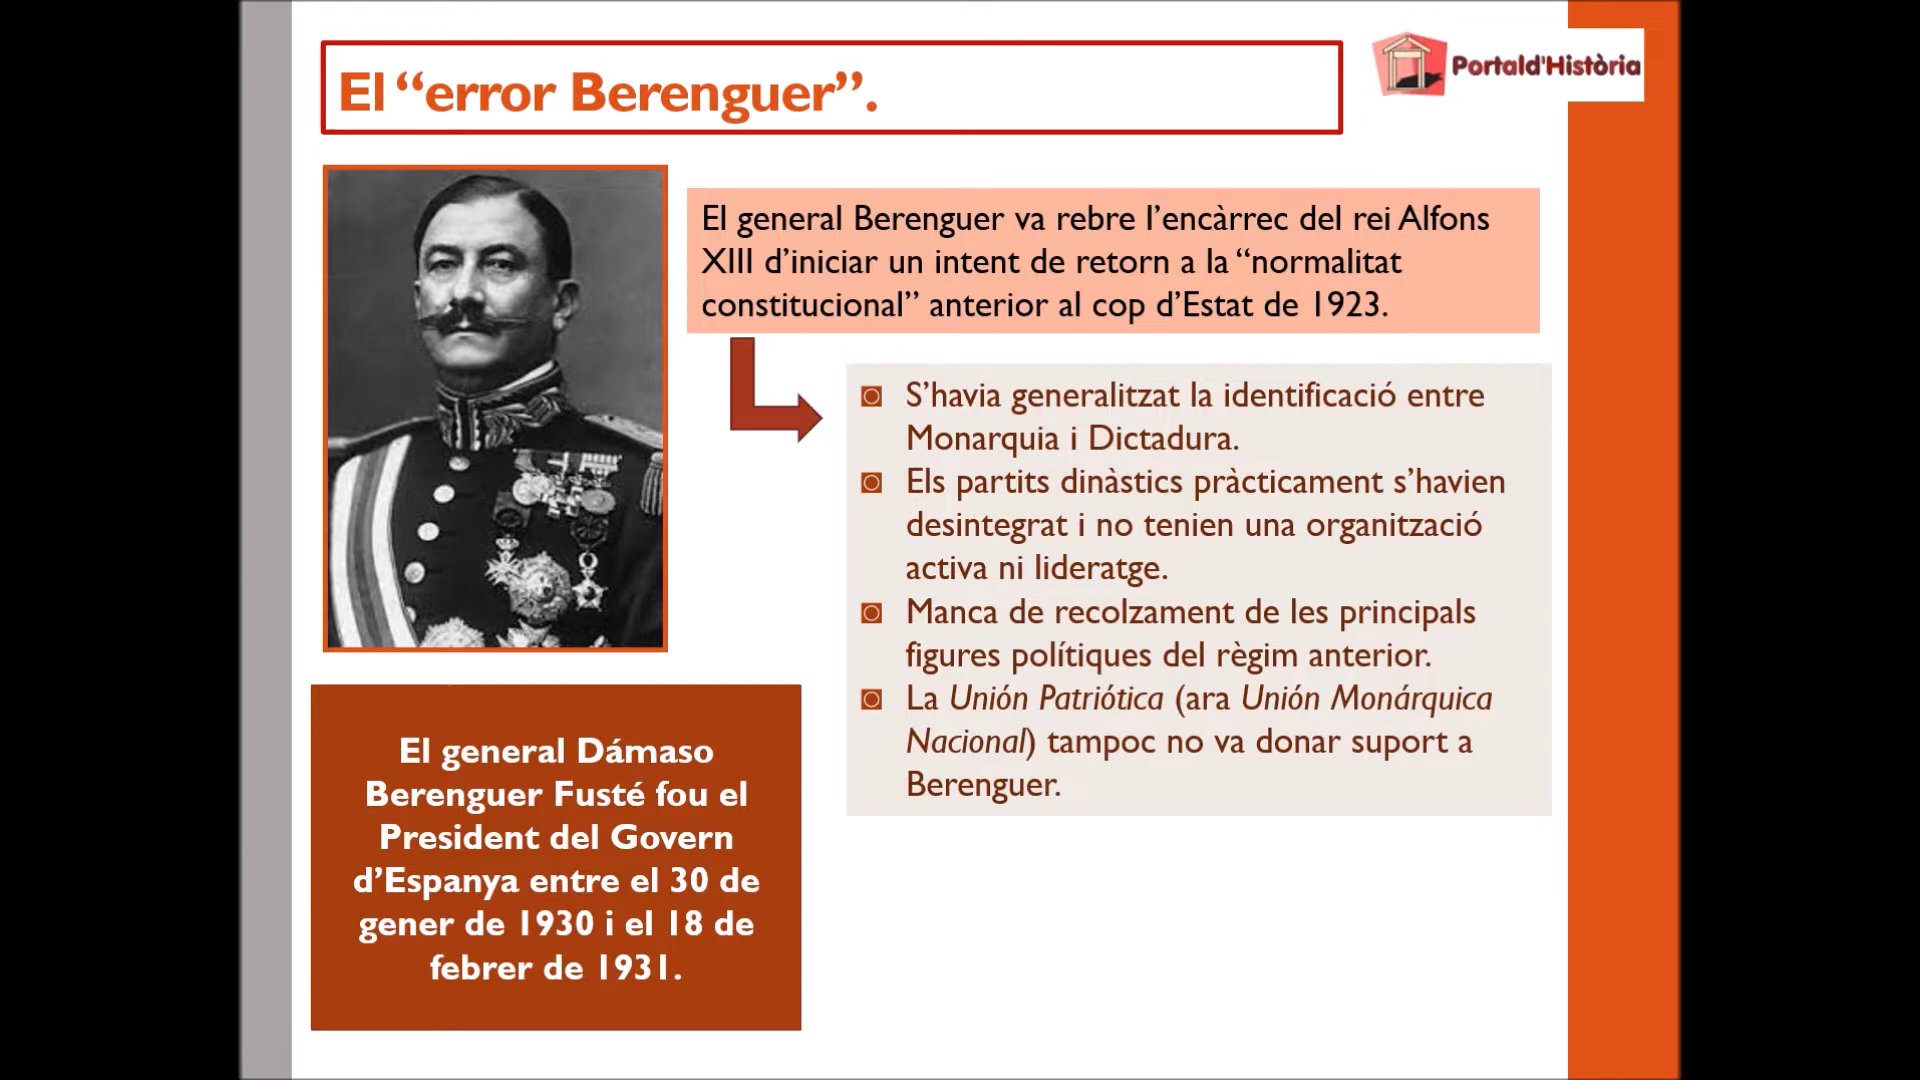 El “error Berenguer”.
Portald'Història
El general Berenguer va rebre l’encàrrec del rei Alfons
XIII d’iniciar un intent de retorn a la “normalitat
constitucional” anterior al cop d’Estat de 1923.
S’havia generalitzat la identificació entre
Monarquia i Dictadura.
Els partits dinàstics pràcticament s’havien
desintegrat i no tenien una organització
activa ni lideratge.
Manca de recolzament de les principals
figures polítiques del règim anterior.
La Unión Patriótica (ara Unión Monárquica
Nacional) tampoc no va donar suport a
Berenguer.
El general Dámaso
Berenguer Fusté fou el
President del Govern
d’Espanya entre el 30 de
gener de 1930 i el 18 de
febrer de 1931.